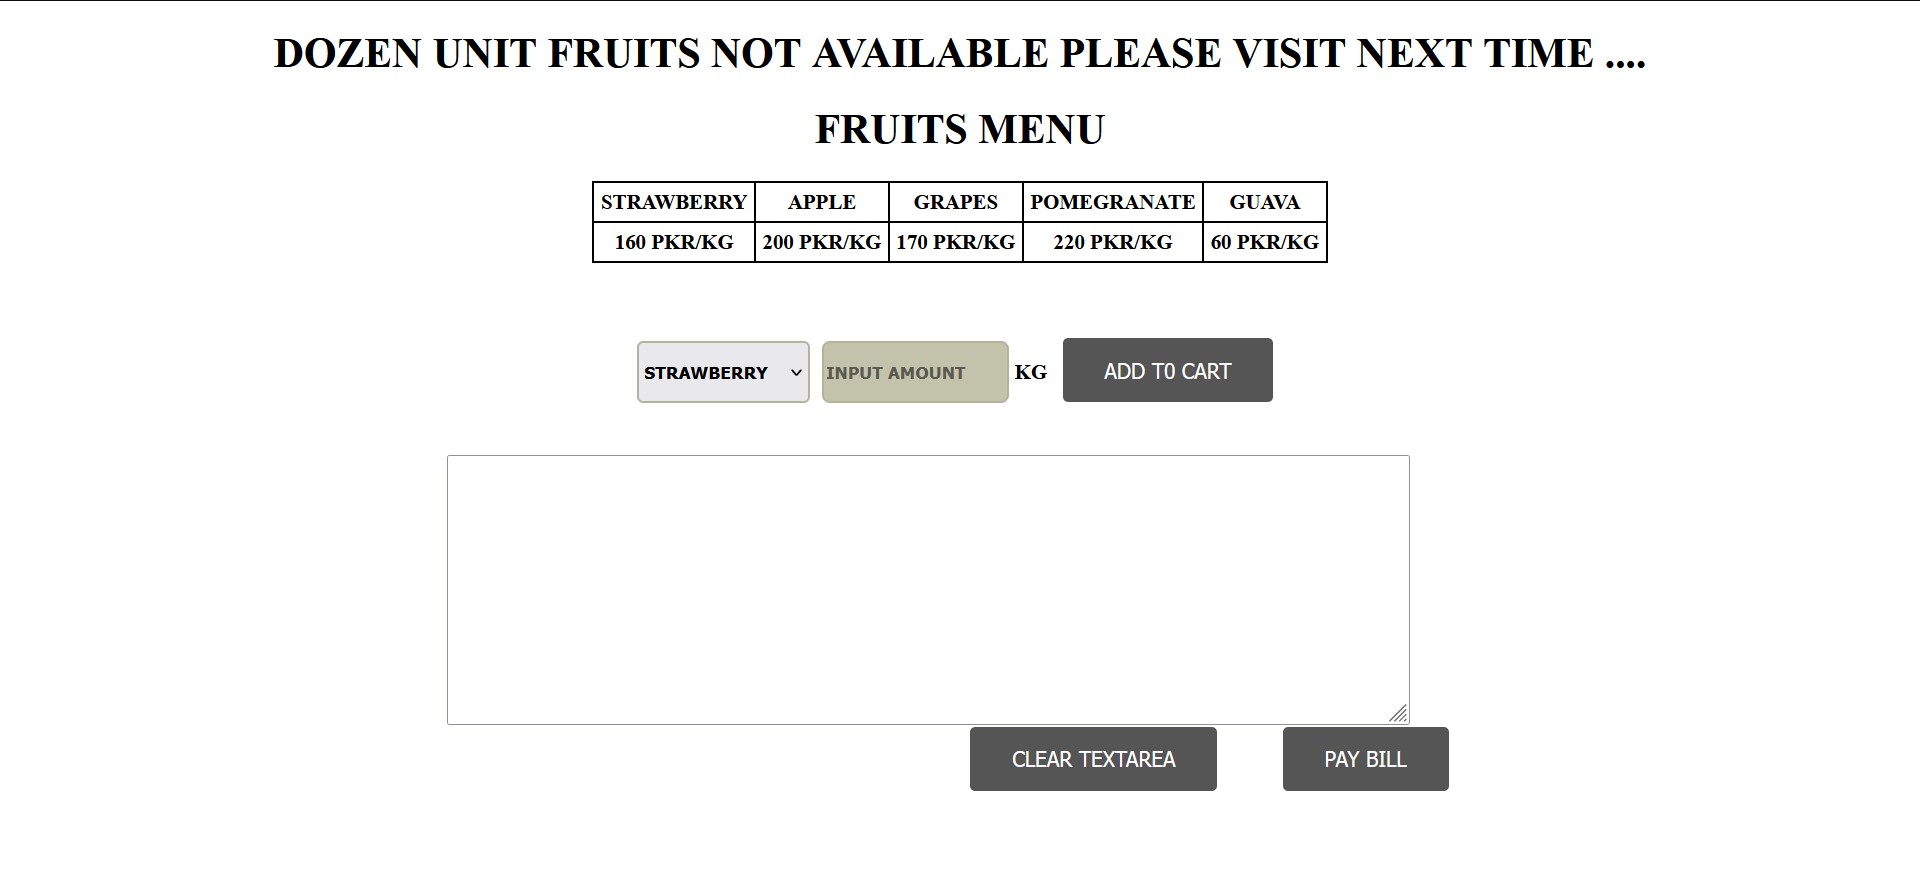 DOZEN UNIT FRUITS NOT AVAILABLE PLEASE VISIT NEXT TIME ....
FRUITS MENU
STRAWBERRY APPLE GRAPES POMEGRANATE GUAVA
160 PKR/KG 200 PKR/KG 170 PKR/KG 220 PKR/KG 60 PKR/KG
STRAWBERRY INPUT AMOUNT KG ADD T0 CART
CLEAR TEXTAREA PAY BILL